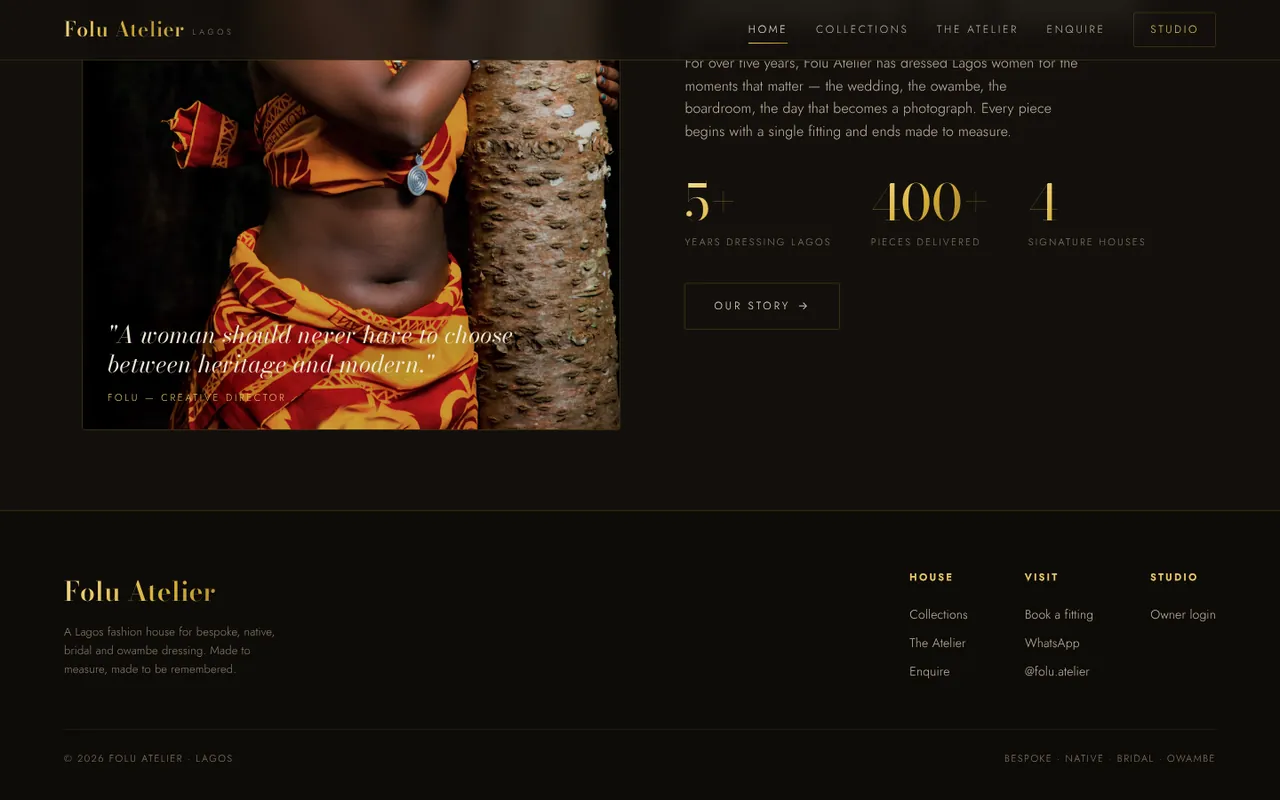 Folu Atelier LAGOS
HOME COLLECTIONS THE ATELIER ENQUIRE STUDIO
For over five years, Folu Atelier has dressed Lagos women for the
moments that matter — the wedding, the owambe, the
boardroom, the day that becomes a photograph. Every piece
begins with a single fitting and ends made to measure.
5+ 400+ 4
YEARS DRESSING LAGOS PIECES DELIVERED SIGNATURE HOUSES
OUR STORY →
"A woman should never have to choose
between heritage and modern."
FOLU — CREATIVE DIRECTOR
Folu Atelier
A Lagos fashion house for bespoke, native,
bridal and owambe dressing. Made to
measure, made to be remembered.
HOUSE
Collections
The Atelier
Enquire
VISIT
Book a fitting
WhatsApp
@folu.atelier
STUDIO
Owner login
© 2026 FOLU ATELIER · LAGOS
BESPOKE · NATIVE · BRIDAL · OWAMBE